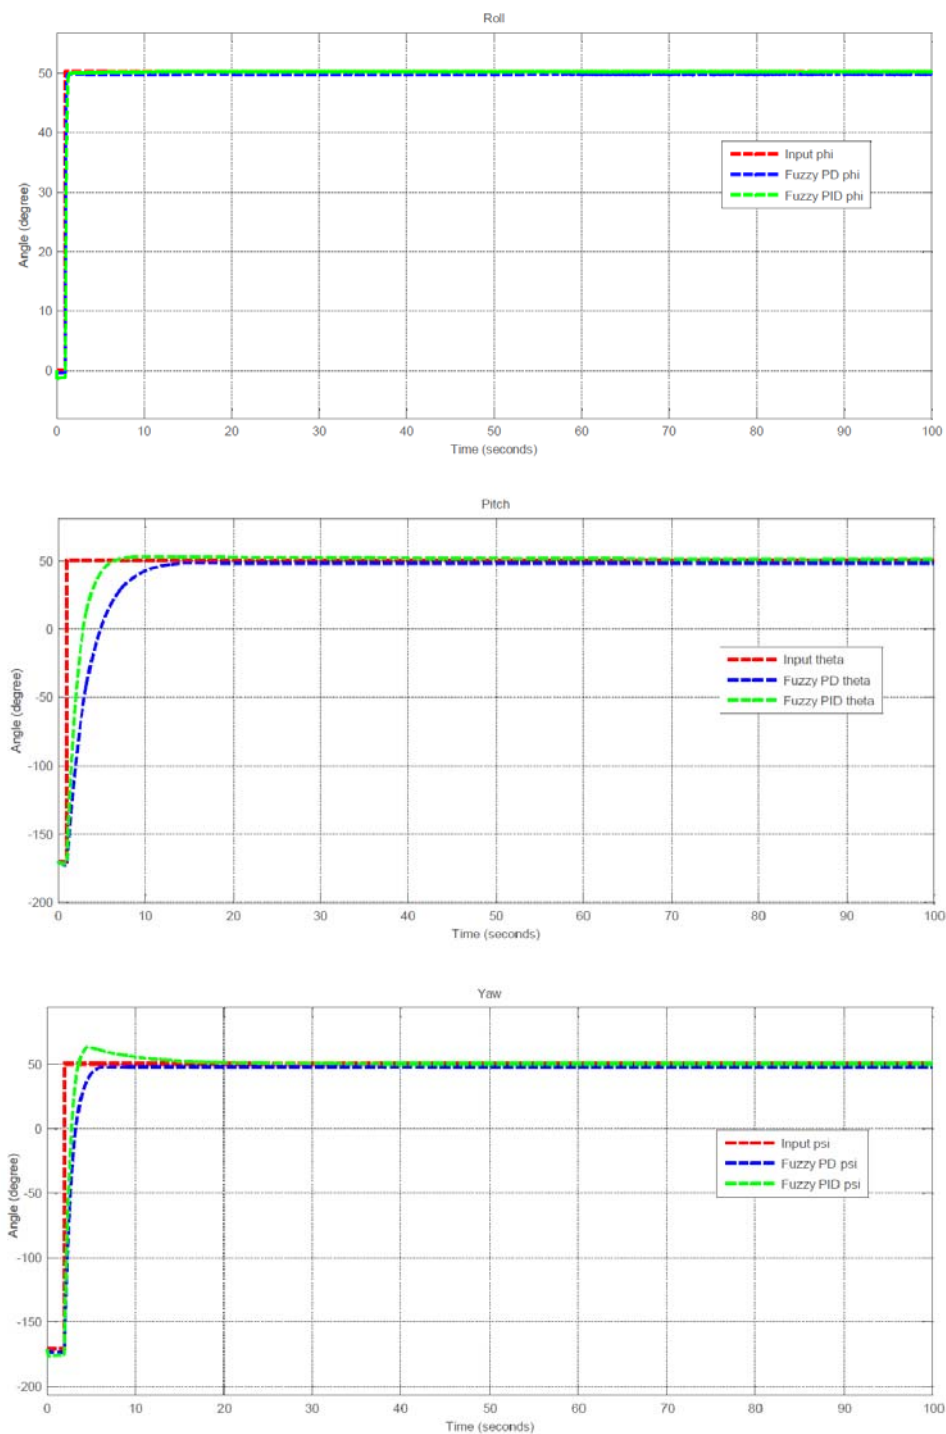 Roll
50
40
30
20
10
0
Angle (degree)
Input phi
Fuzzy PD phi
Fuzzy PID phi
0 10 20 30 40 50 60 70 80 90 100
Time (seconds)
Pitch
50
0
-50
-100
-150
-200
Angle (degree)
Input theta
Fuzzy PD theta
Fuzzy PID theta
0 10 20 30 40 50 60 70 80 90 100
Time (seconds)
Yaw
50
0
-50
-100
-150
-200
Angle (degree)
Input psi
Fuzzy PD psi
Fuzzy PID psi
0 10 20 30 40 50 60 70 80 90 100
Time (seconds)